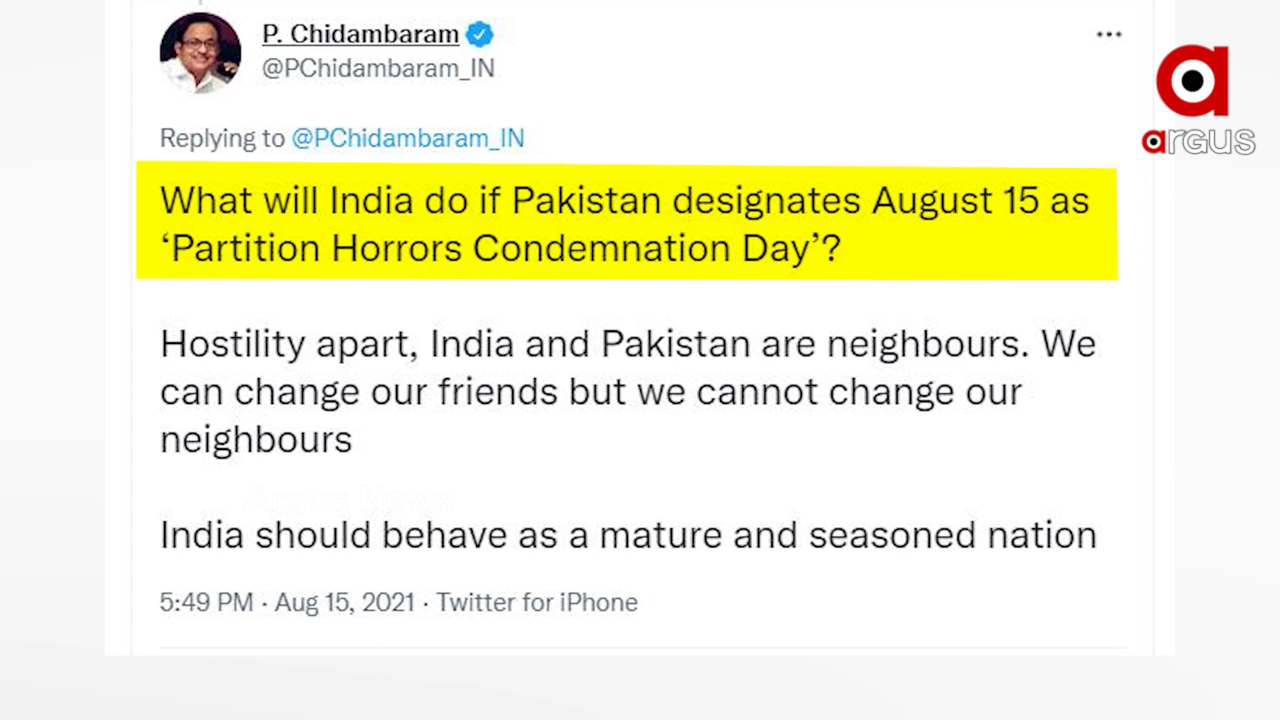 P. Chidambaram
@PChidambaram_IN
argus
Replying to @PChidambaram_IN
What will India do if Pakistan designates August 15 as
‘Partition Horrors Condemnation Day’?
Hostility apart, India and Pakistan are neighbours. We
can change our friends but we cannot change our
neighbours
Argus News
India should behave as a mature and seasoned nation
5:49 PM · Aug 15, 2021 · Twitter for iPhone